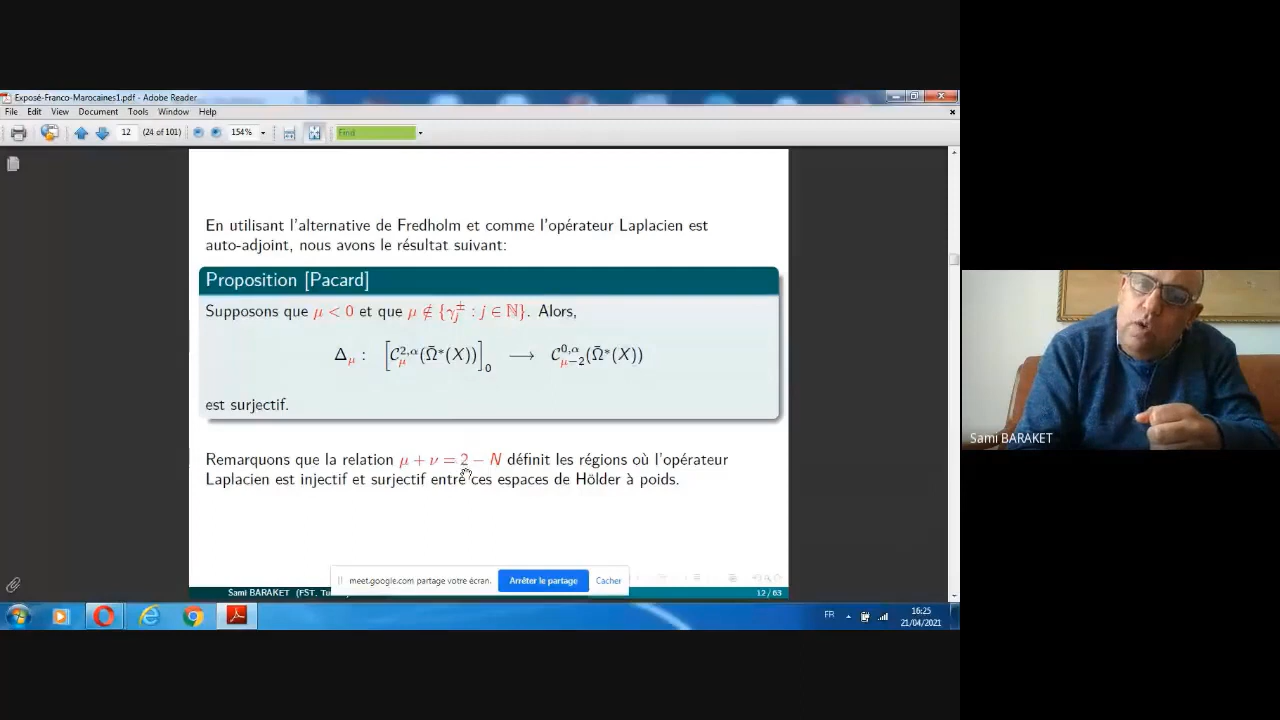 Exposé-Franco-Marocaines1.pdf - Adobe Reader
File Edit View Document Tools Window Help
12 (24 of 101) 154% Find
En utilisant l'alternative de Fredholm et comme l'opérateur Laplacien est
auto-adjoint, nous avons le résultat suivant:
Proposition [Pacard]
Supposons que μ < 0 et que μ ∉ {γ_j^± : j ∈ ℕ}. Alors,
Δ_μ : [𝒞_μ^{2,α}(Ω̄*(X))]_0 ⟶ 𝒞_{μ−2}^{0,α}(Ω̄*(X))
est surjectif.
Remarquons que la relation μ + ν = 2 − N définit les régions où l'opérateur
Laplacien est injectif et surjectif entre ces espaces de Hölder à poids.
meet.google.com partage votre écran. Arrêter le partage Cacher
Sami BARAKET (FST, 12 / 63
FR 16:25
21/04/2021
Sami BARAKET